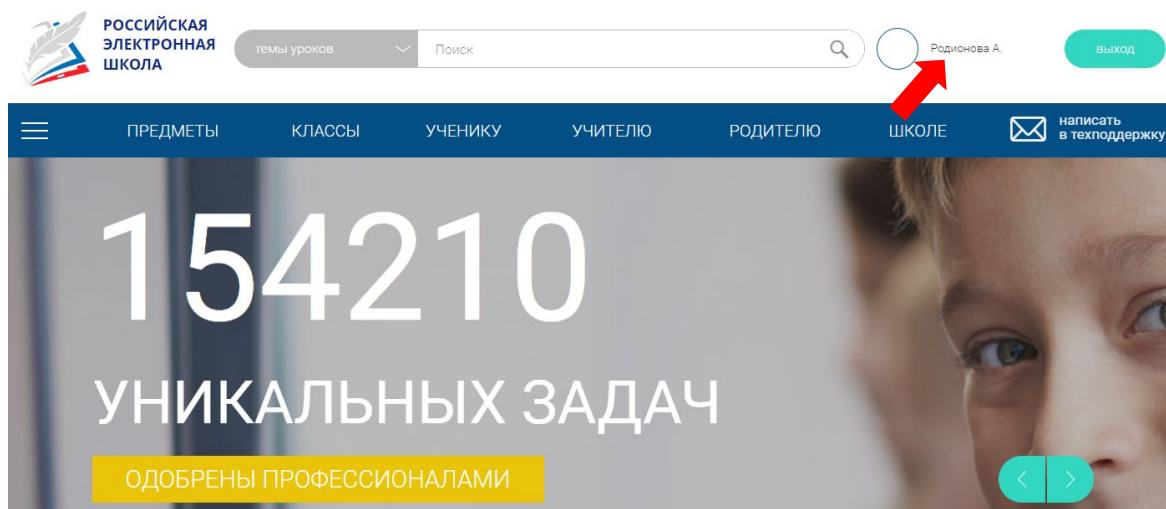 РОССИЙСКАЯ
ЭЛЕКТРОННАЯ
ШКОЛА
темы уроков
Поиск
Родионова А.
выход
ПРЕДМЕТЫ
КЛАССЫ
УЧЕНИКУ
УЧИТЕЛЮ
РОДИТЕЛЮ
ШКОЛЕ
написать
в техподдержку
154210
УНИКАЛЬНЫХ ЗАДАЧ
ОДОБРЕНЫ ПРОФЕССИОНАЛАМИ